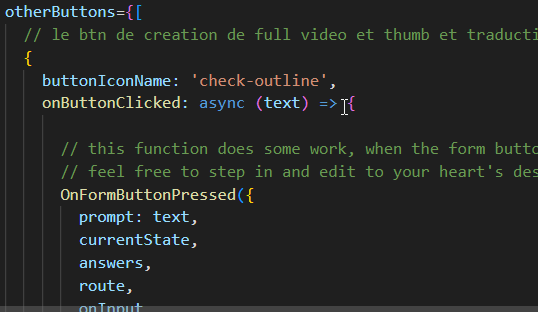 otherButtons={[
// le btn de creation de full video et thumb et traducti
{
buttonIconName: 'check-outline',
onButtonClicked: async (text) => {
// this function does some work, when the form butto
// feel free to step in and edit to your heart's des
OnFormButtonPressed({
prompt: text,
currentState,
answers,
route,
onInput